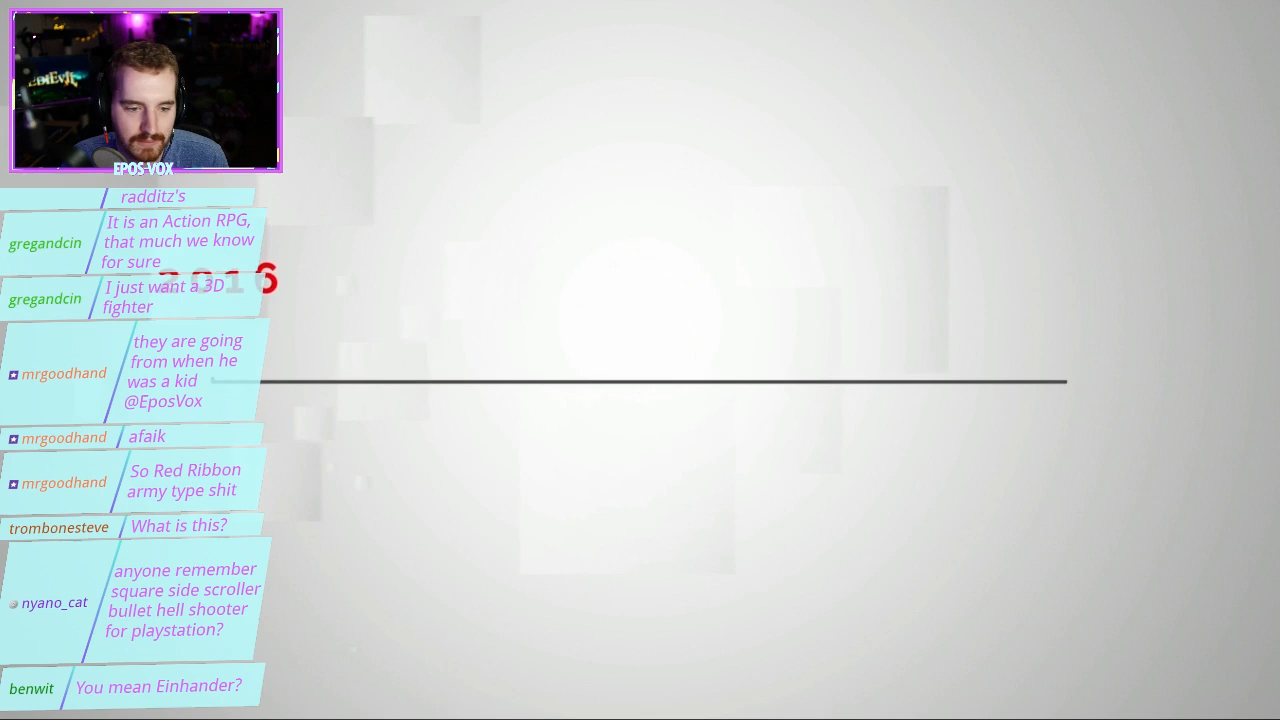 EDIEVIL
EPOS VOX
radditz's
gregandcin
It is an Action RPG,
that much we know
for sure
2016
gregandcin
I just want a 3D
fighter
mrgoodhand
they are going
from when he
was a kid
@EposVox
mrgoodhand
afaik
mrgoodhand
So Red Ribbon
army type shit
trombonesteve
What is this?
nyano_cat
anyone remember
square side scroller
bullet hell shooter
for playstation?
benwit
You mean Einhander?